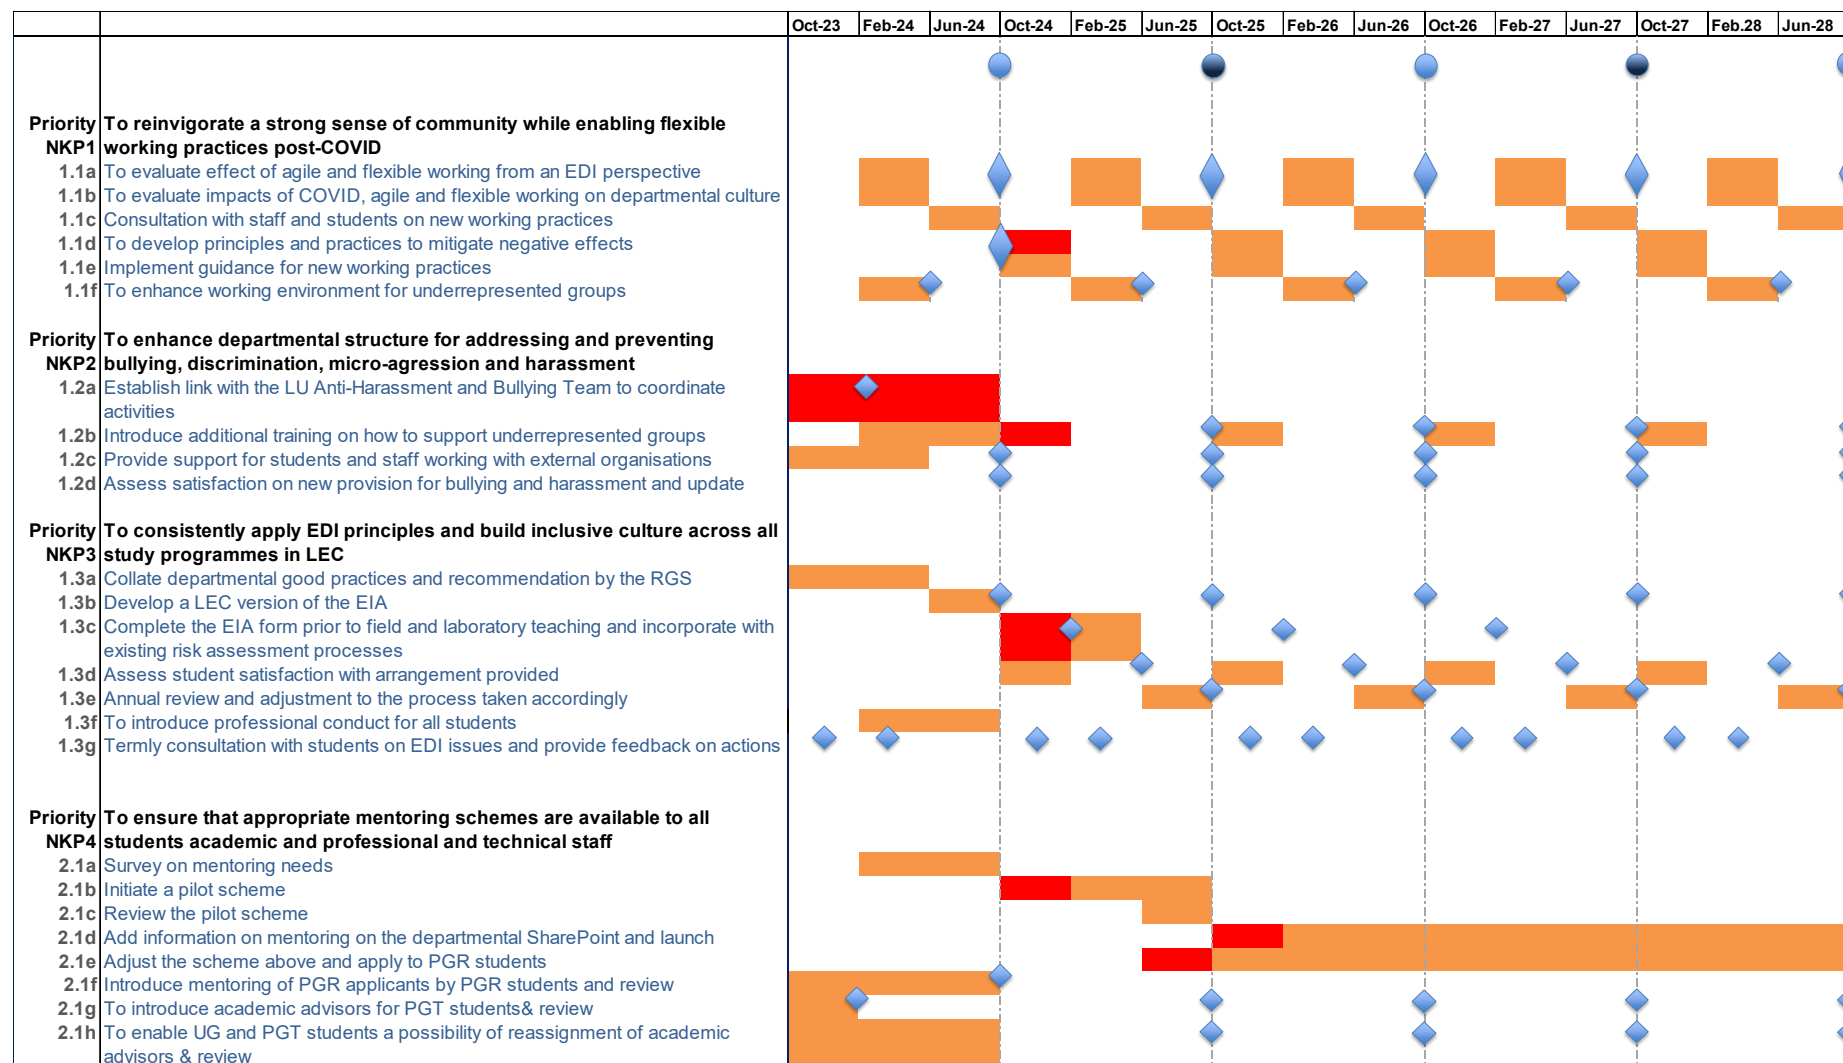 Oct-23 Feb-24 Jun-24 Oct-24 Feb-25 Jun-25 Oct-25 Feb-26 Jun-26 Oct-26 Feb-27 Jun-27 Oct-27 Feb.28 Jun-28
Priority To reinvigorate a strong sense of community while enabling flexible
NKP1 working practices post-COVID
1.1a To evaluate effect of agile and flexible working from an EDI perspective
1.1b To evaluate impacts of COVID, agile and flexible working on departmental culture
1.1c Consultation with staff and students on new working practices
1.1d To develop principles and practices to mitigate negative effects
1.1e Implement guidance for new working practices
1.1f To enhance working environment for underrepresented groups
Priority To enhance departmental structure for addressing and preventing
NKP2 bullying, discrimination, micro-agression and harassment
1.2a Establish link with the LU Anti-Harassment and Bullying Team to coordinate
activities
1.2b Introduce additional training on how to support underrepresented groups
1.2c Provide support for students and staff working with external organisations
1.2d Assess satisfaction on new provision for bullying and harassment and update
Priority To consistently apply EDI principles and build inclusive culture across all
NKP3 study programmes in LEC
1.3a Collate departmental good practices and recommendation by the RGS
1.3b Develop a LEC version of the EIA
1.3c Complete the EIA form prior to field and laboratory teaching and incorporate with
existing risk assessment processes
1.3d Assess student satisfaction with arrangement provided
1.3e Annual review and adjustment to the process taken accordingly
1.3f To introduce professional conduct for all students
1.3g Termly consultation with students on EDI issues and provide feedback on actions
Priority To ensure that appropriate mentoring schemes are available to all
NKP4 students academic and professional and technical staff
2.1a Survey on mentoring needs
2.1b Initiate a pilot scheme
2.1c Review the pilot scheme
2.1d Add information on mentoring on the departmental SharePoint and launch
2.1e Adjust the scheme above and apply to PGR students
2.1f Introduce mentoring of PGR applicants by PGR students and review
2.1g To introduce academic advisors for PGT students& review
2.1h To enable UG and PGT students a possibility of reassignment of academic
advisors & review